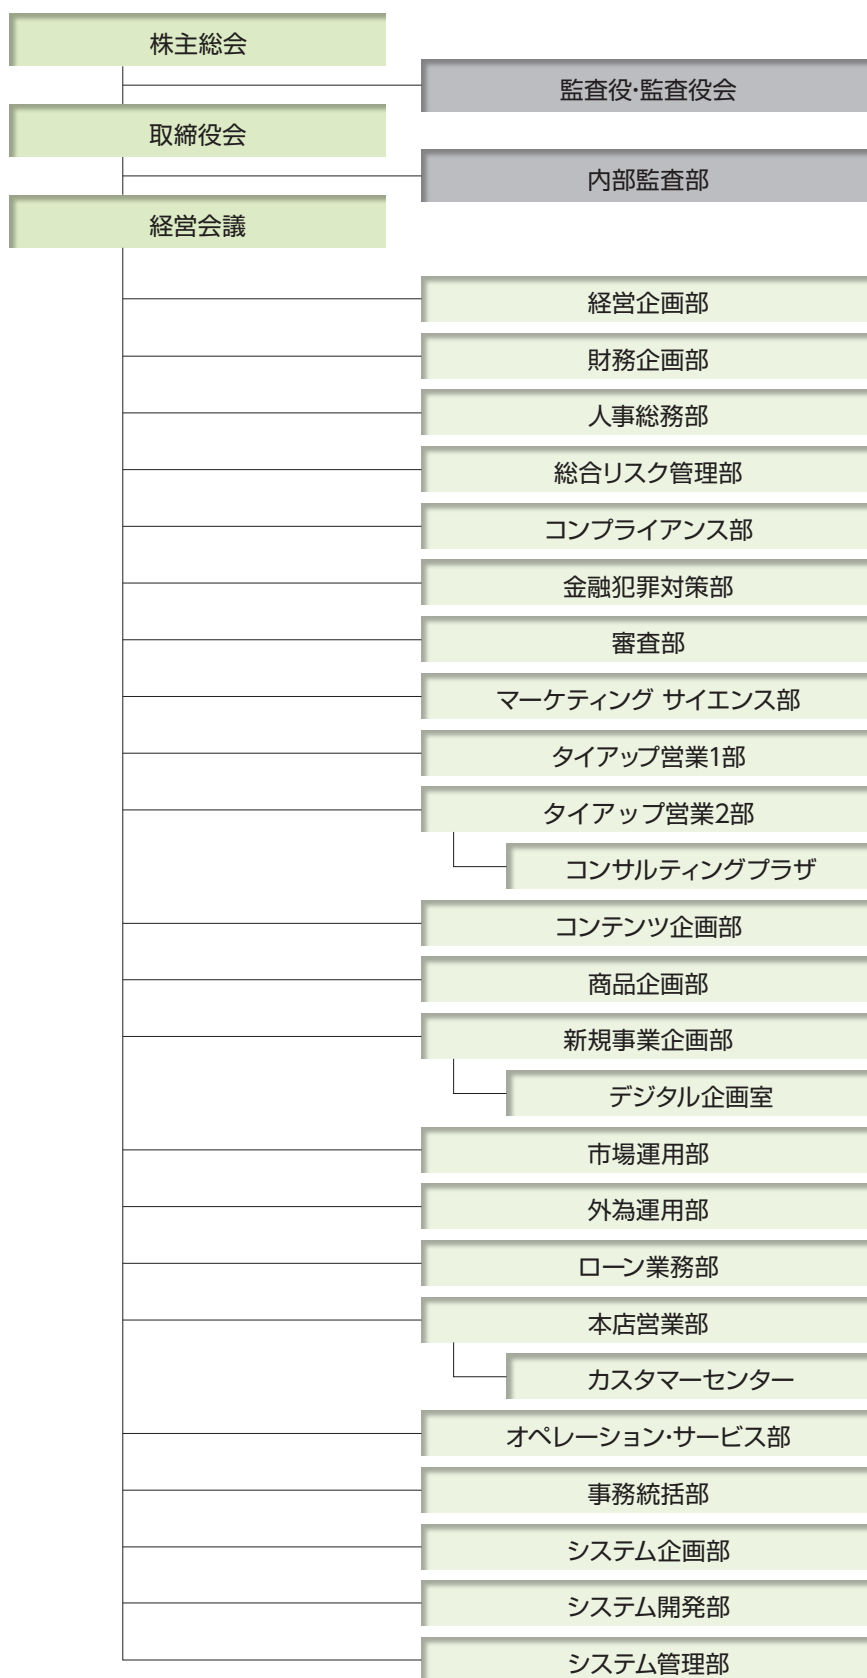 株主総会
監査役・監査役会
取締役会
内部監査部
経営会議
経営企画部
財務企画部
人事総務部
総合リスク管理部
コンプライアンス部
金融犯罪対策部
審査部
マーケティング サイエンス部
タイアップ営業1部
タイアップ営業2部
コンサルティングプラザ
コンテンツ企画部
商品企画部
新規事業企画部
デジタル企画室
市場運用部
外為運用部
ローン業務部
本店営業部
カスタマーセンター
オペレーション・サービス部
事務統括部
システム企画部
システム開発部
システム管理部